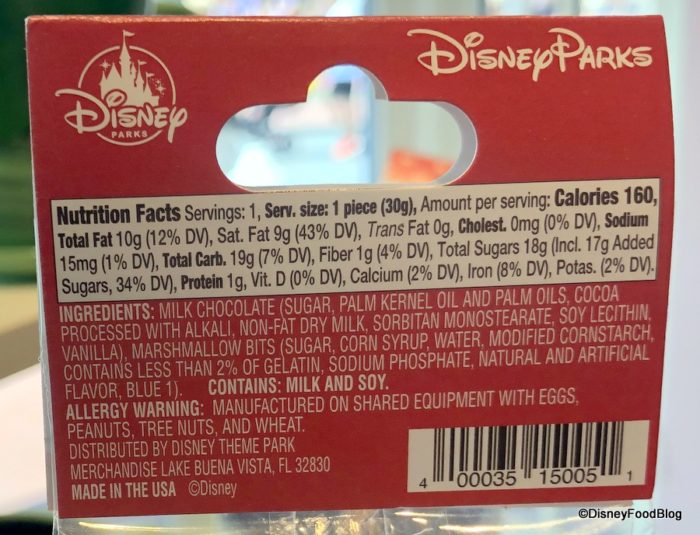 DISNEY
PARKS
DISNEY PARKS
Nutrition Facts Servings: 1, Serv. size: 1 piece (30g), Amount per serving: Calories 160,
Total Fat 10g (12% DV), Sat. Fat 9g (43% DV), Trans Fat 0g, Cholest. 0mg (0% DV), Sodium
15mg (1% DV), Total Carb. 19g (7% DV), Fiber 1g (4% DV), Total Sugars 18g (Incl. 17g Added
Sugars, 34% DV), Protein 1g, Vit. D (0% DV), Calcium (2% DV), Iron (8% DV), Potas. (2% DV).
INGREDIENTS: MILK CHOCOLATE (SUGAR, PALM KERNEL OIL AND PALM OILS, COCOA
PROCESSED WITH ALKALI, NON-FAT DRY MILK, SORBITAN MONOSTEARATE, SOY LECITHIN,
VANILLA), MARSHMALLOW BITS (SUGAR, CORN SYRUP, WATER, MODIFIED CORNSTARCH,
CONTAINS LESS THAN 2% OF GELATIN, SODIUM PHOSPHATE, NATURAL AND ARTIFICIAL
FLAVOR, BLUE 1). CONTAINS: MILK AND SOY.
ALLERGY WARNING: MANUFACTURED ON SHARED EQUIPMENT WITH EGGS,
PEANUTS, TREE NUTS, AND WHEAT.
DISTRIBUTED BY DISNEY THEME PARK
MERCHANDISE LAKE BUENA VISTA, FL 32830
MADE IN THE USA ©Disney
4 00035 15005 1
©DisneyFoodBlog